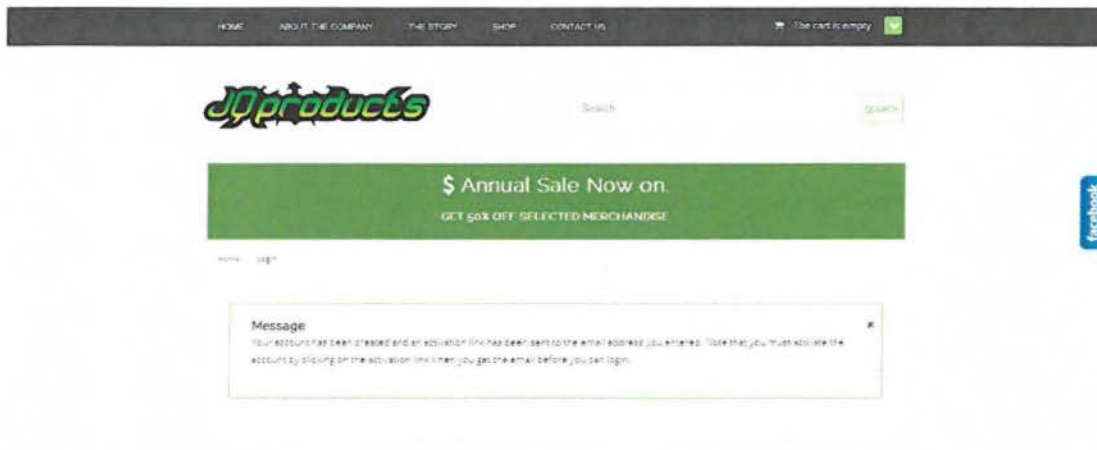 HOME ABOUT THE COMPANY THE STORY SHOP CONTACT US The cart is empty
JQproducts
Search SEARCH
$ Annual Sale Now on.
GET 50% OFF SELECTED MERCHANDISE
facebook
Home Login
Message
Your account has been created and an activation link has been sent to the email address you entered. Note that you must activate the
account by clicking on the activation link when you get the email before you can login.